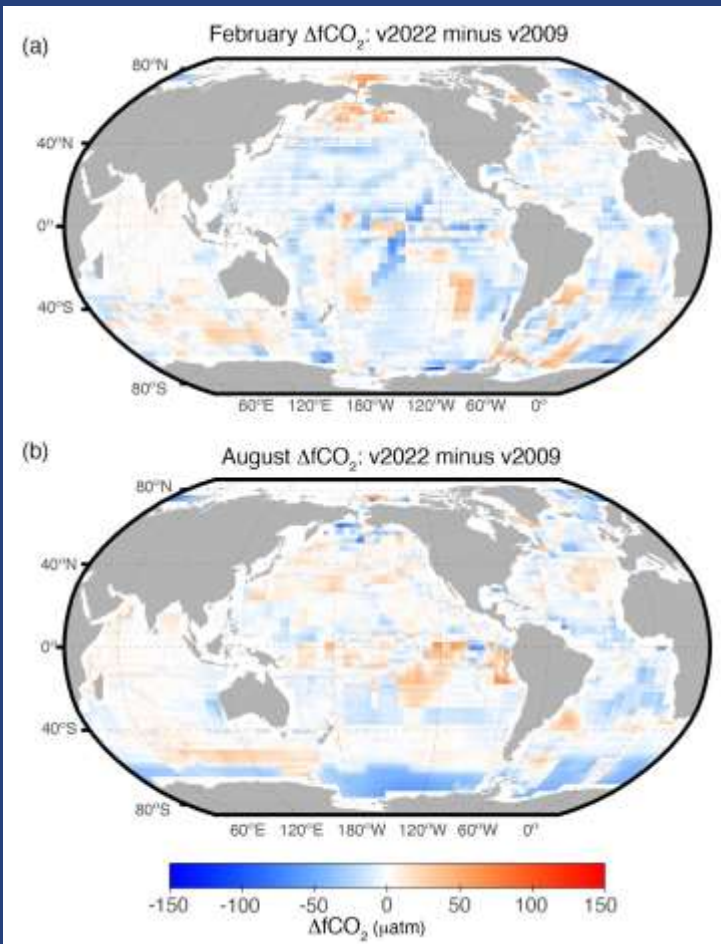 (a)
February ΔfCO₂: v2022 minus v2009
80°N
40°N
0°
40°S
80°S
60°E 120°E 180°W 120°W 60°W 0°
(b)
August ΔfCO₂: v2022 minus v2009
80°N
40°N
0°
40°S
80°S
60°E 120°E 180°W 120°W 60°W 0°
-150 -100 -50 0 50 100 150
ΔfCO₂ (µatm)